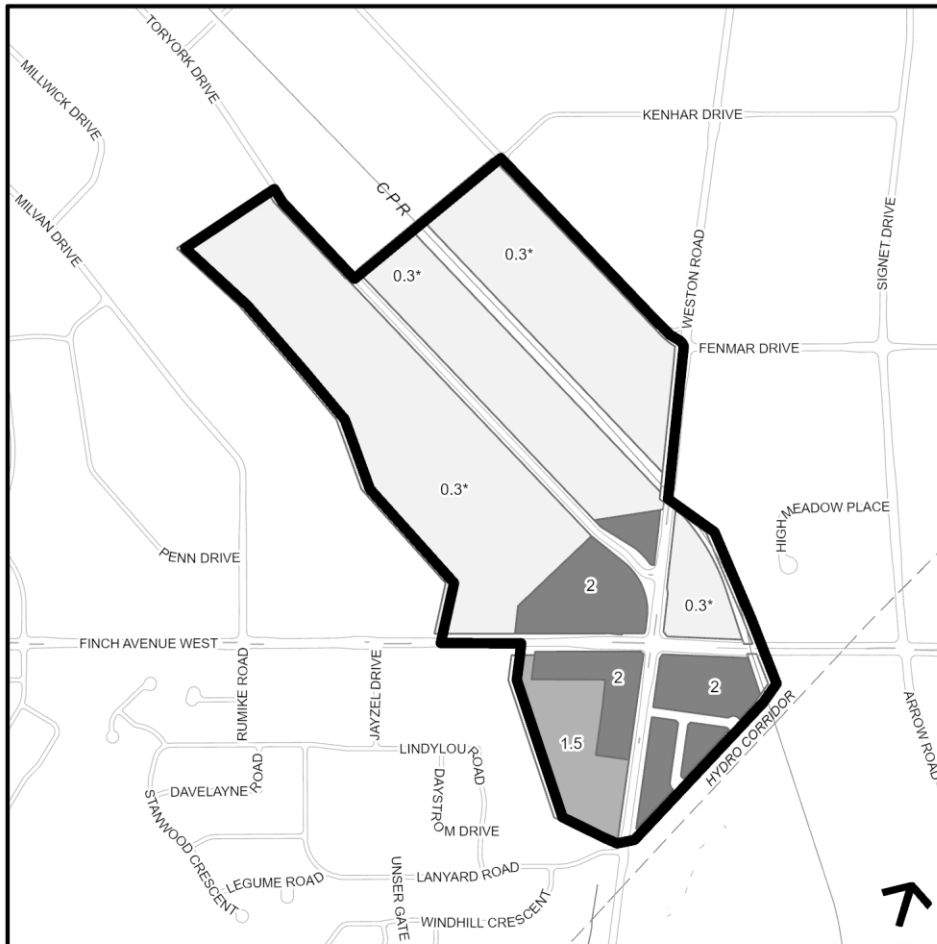 TORYORK DRIVE
MILLWICK DRIVE
KENHAR DRIVE
C P R
MILVAN DRIVE
WESTON ROAD
SIGNET DRIVE
0.3*
0.3*
FENMAR DRIVE
0.3*
HIGH MEADOW PLACE
PENN DRIVE
2
0.3*
FINCH AVENUE WEST
RUMIKE ROAD
JAYZEL DRIVE
2
2
ARROW ROAD
HYDRO CORRIDOR
1.5
LINDYLOU ROAD
DAVELAYNE ROAD
DAYSTROM DRIVE
STANWOOD CRESCENT
LEGUME ROAD
UNSER GATE
LANYARD ROAD
WINDHILL CRESCENT